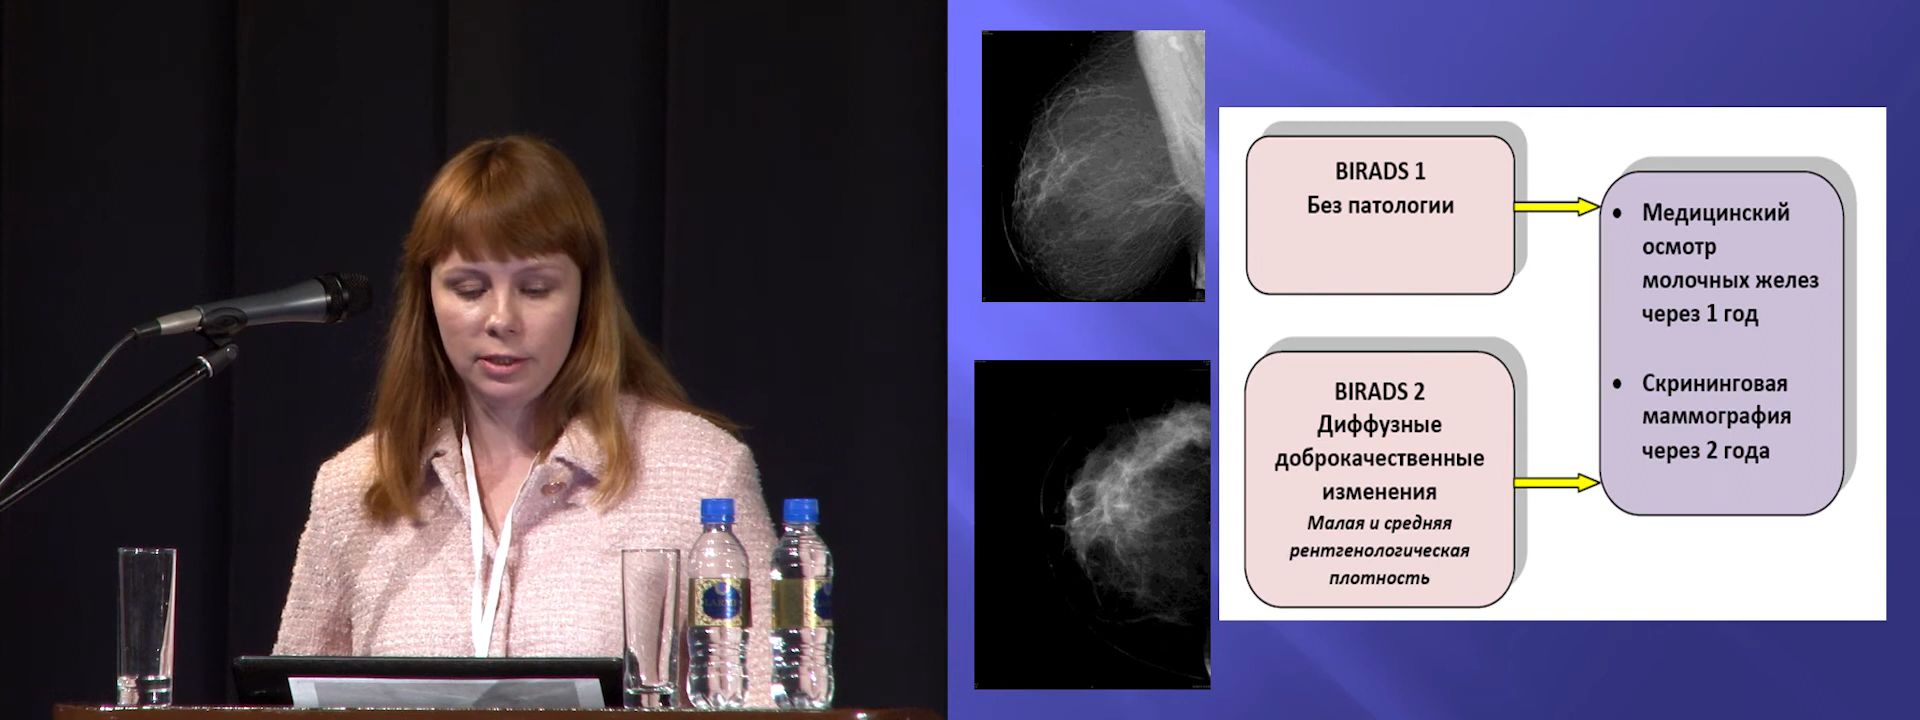 BIRADS 1
Без патологии
BIRADS 2
Диффузные
доброкачественные
изменения
Малая и средняя
рентгенологическая
плотность
• Медицинский
осмотр
молочных желез
через 1 год
• Скрининговая
маммография
через 2 года